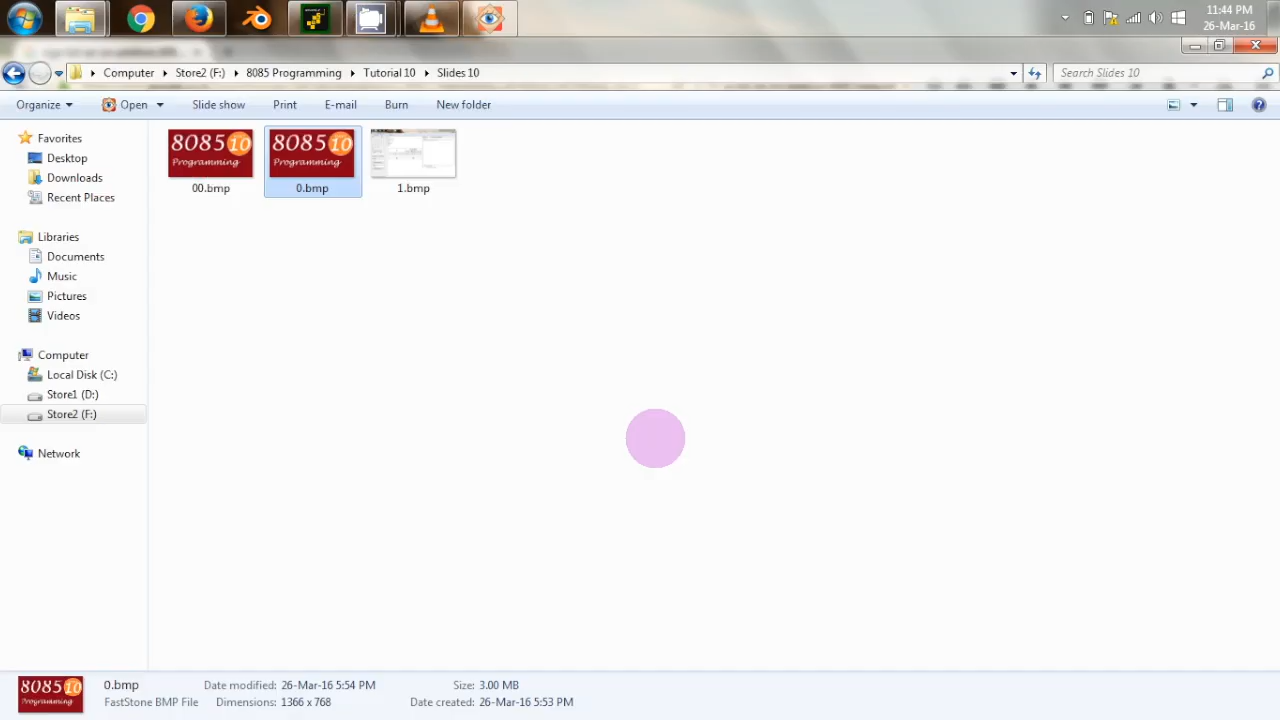 11:44 PM
26-Mar-16
Computer Store2 (F:) 8085 Programming Tutorial 10 Slides 10
Search Slides 10
Organize Open Slide show Print E-mail Burn New folder
Favorites
Desktop
Downloads
Recent Places
Libraries
Documents
Music
Pictures
Videos
Computer
Local Disk (C:)
Store1 (D:)
Store2 (F:)
Network
8085 10
Programming
00.bmp
8085 10
Programming
0.bmp
1.bmp
8085 10
Programming
0.bmp Date modified: 26-Mar-16 5:54 PM Size: 3.00 MB
FastStone BMP File Dimensions: 1366 x 768 Date created: 26-Mar-16 5:53 PM